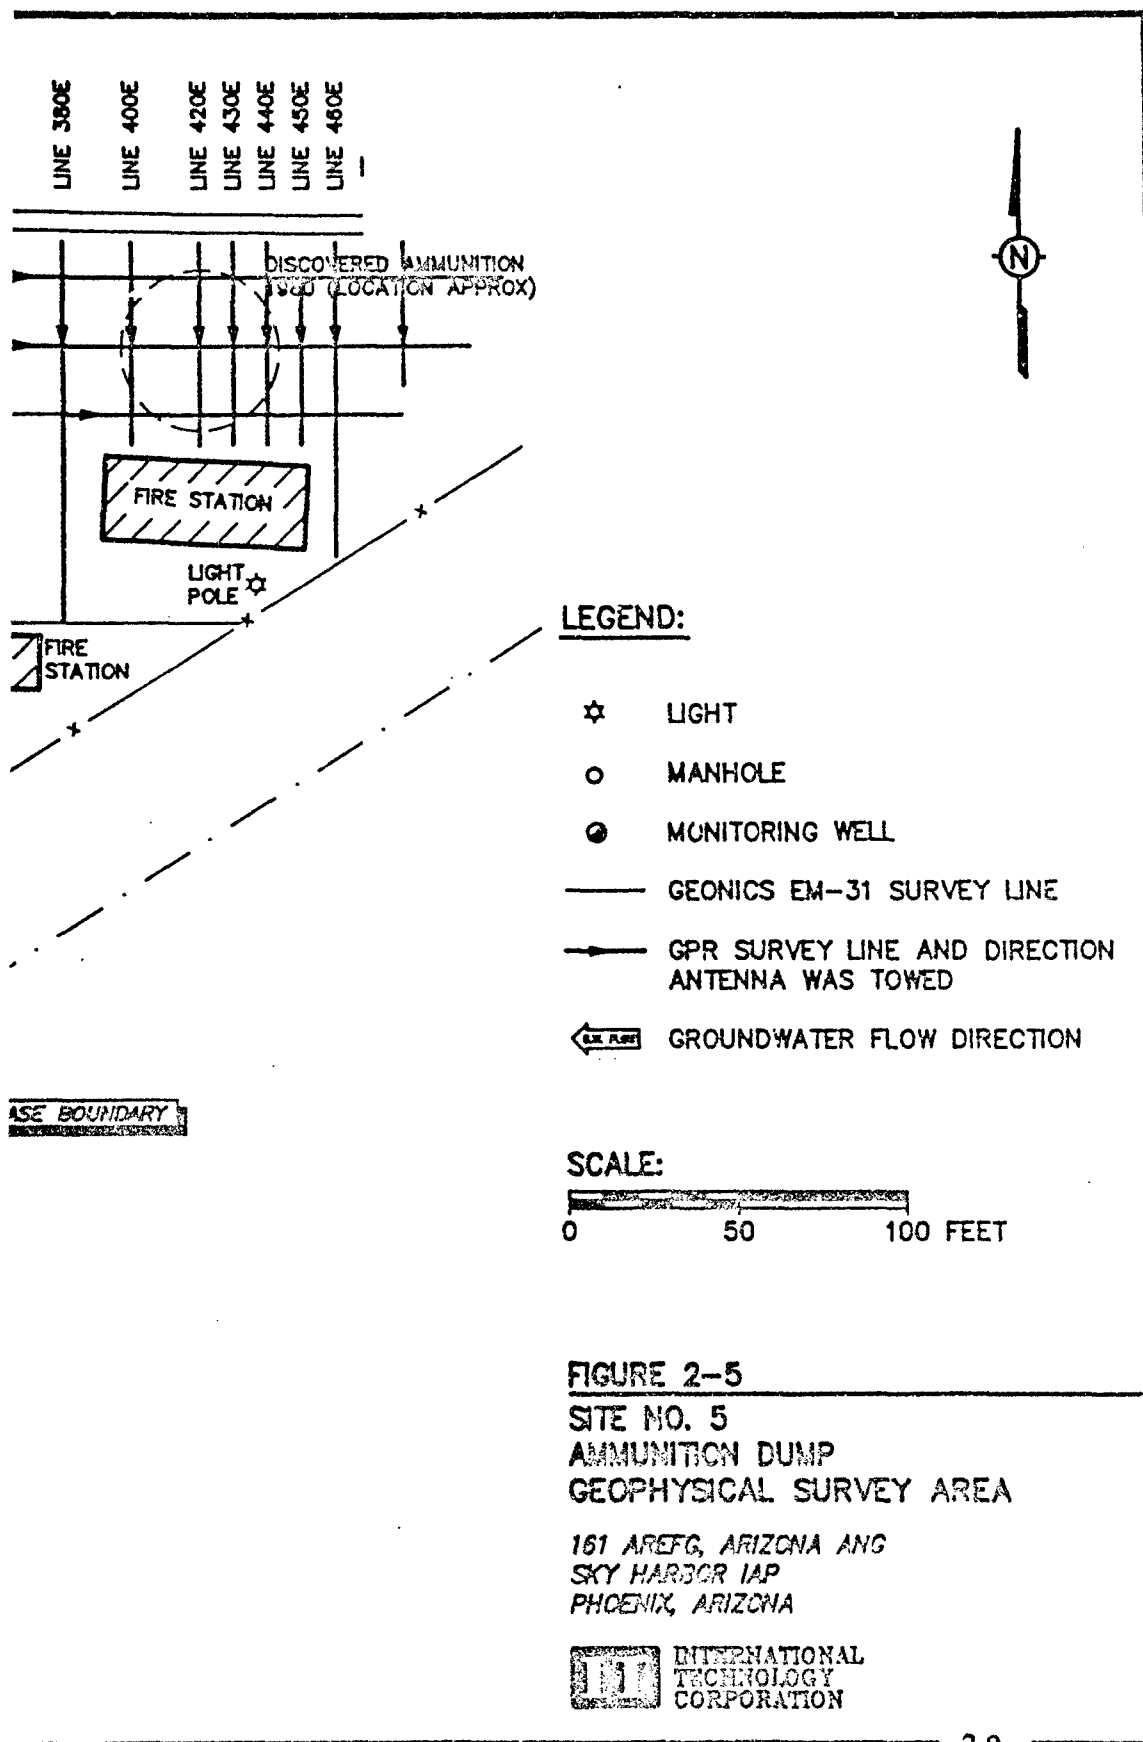 LINE 380E
LINE 400E
LINE 420E
LINE 430E
LINE 440E
LINE 450E
LINE 460E
DISCOVERED AMMUNITION
1980 (LOCATION APPROX)
N
FIRE STATION
LIGHT
POLE
FIRE
STATION
LEGEND:
LIGHT
MANHOLE
MONITORING WELL
GEONICS EM-31 SURVEY LINE
GPR SURVEY LINE AND DIRECTION
ANTENNA WAS TOWED
GROUNDWATER FLOW DIRECTION
ASE BOUNDARY
SCALE:
0 50 100 FEET
FIGURE 2-5
SITE NO. 5
AMMUNITION DUMP
GEOPHYSICAL SURVEY AREA
161 AREFG, ARIZONA ANG
SKY HARBOR IAP
PHOENIX, ARIZONA
IT INTERNATIONAL
TECHNOLOGY
CORPORATION